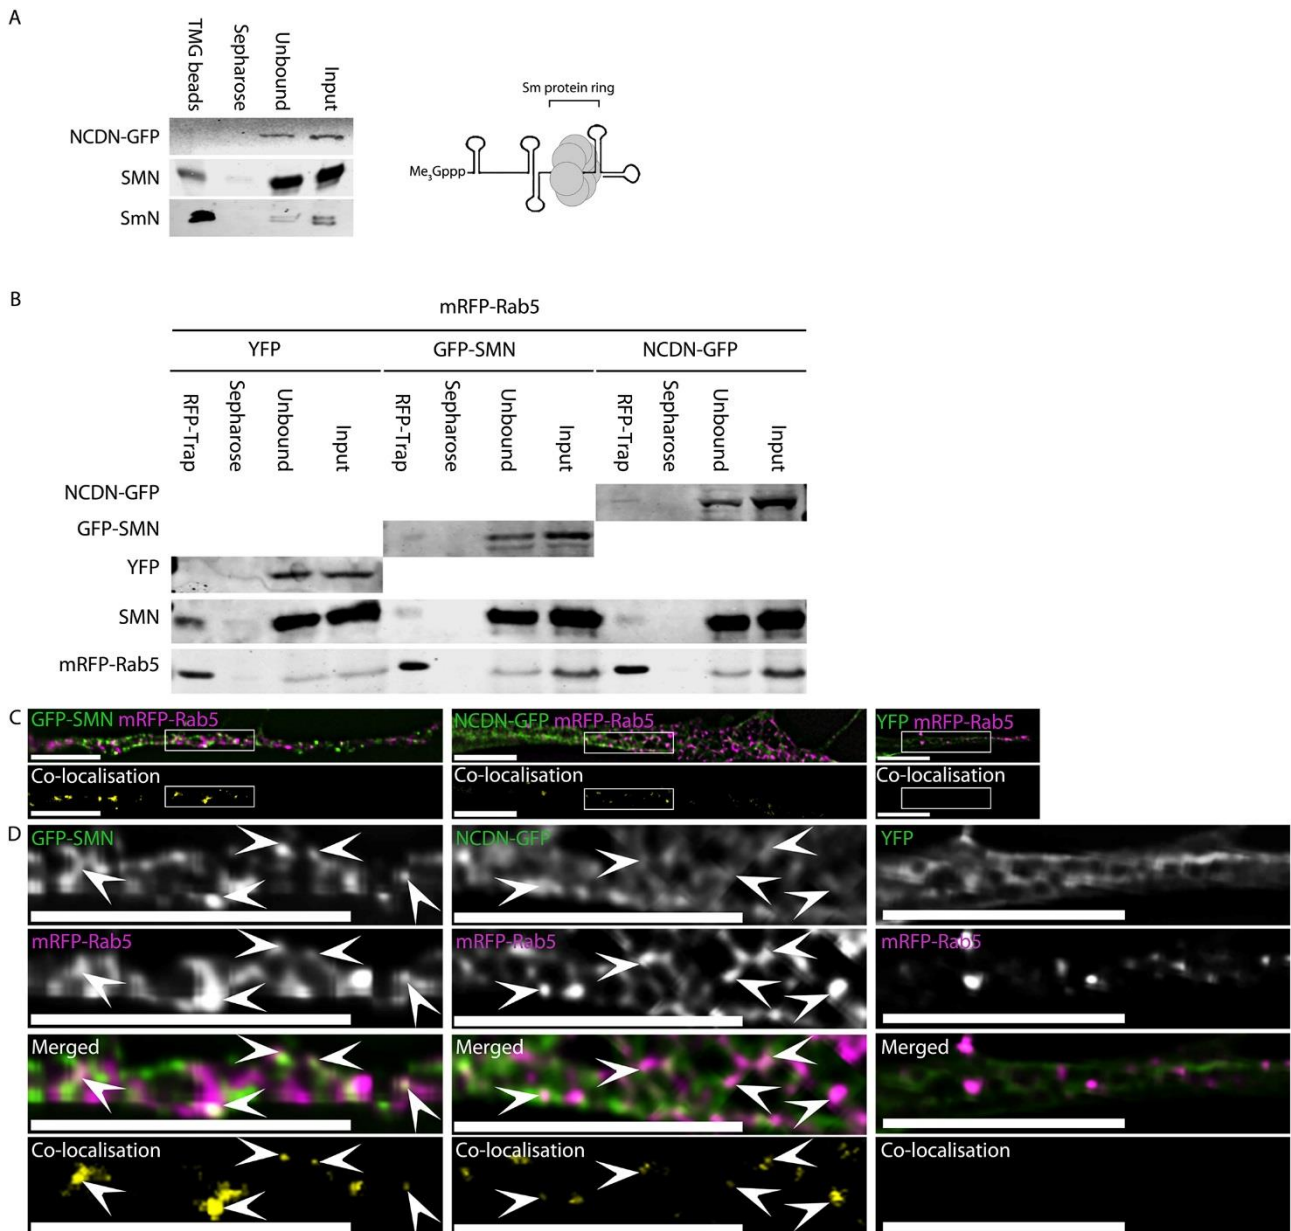 A
TMG beads Sepharose Unbound Input
NCDN-GFP
SMN
SmN
Sm protein ring
Me₃Gppp
B
mRFP-Rab5
YFP GFP-SMN NCDN-GFP
RFP-Trap Sepharose Unbound Input RFP-Trap Sepharose Unbound Input RFP-Trap Sepharose Unbound Input
NCDN-GFP
GFP-SMN
YFP
SMN
mRFP-Rab5
C
GFP-SMN mRFP-Rab5 NCDN-GFP mRFP-Rab5 YFP mRFP-Rab5
Co-localisation Co-localisation Co-localisation
D
GFP-SMN NCDN-GFP YFP
mRFP-Rab5 mRFP-Rab5 mRFP-Rab5
Merged Merged Merged
Co-localisation Co-localisation Co-localisation